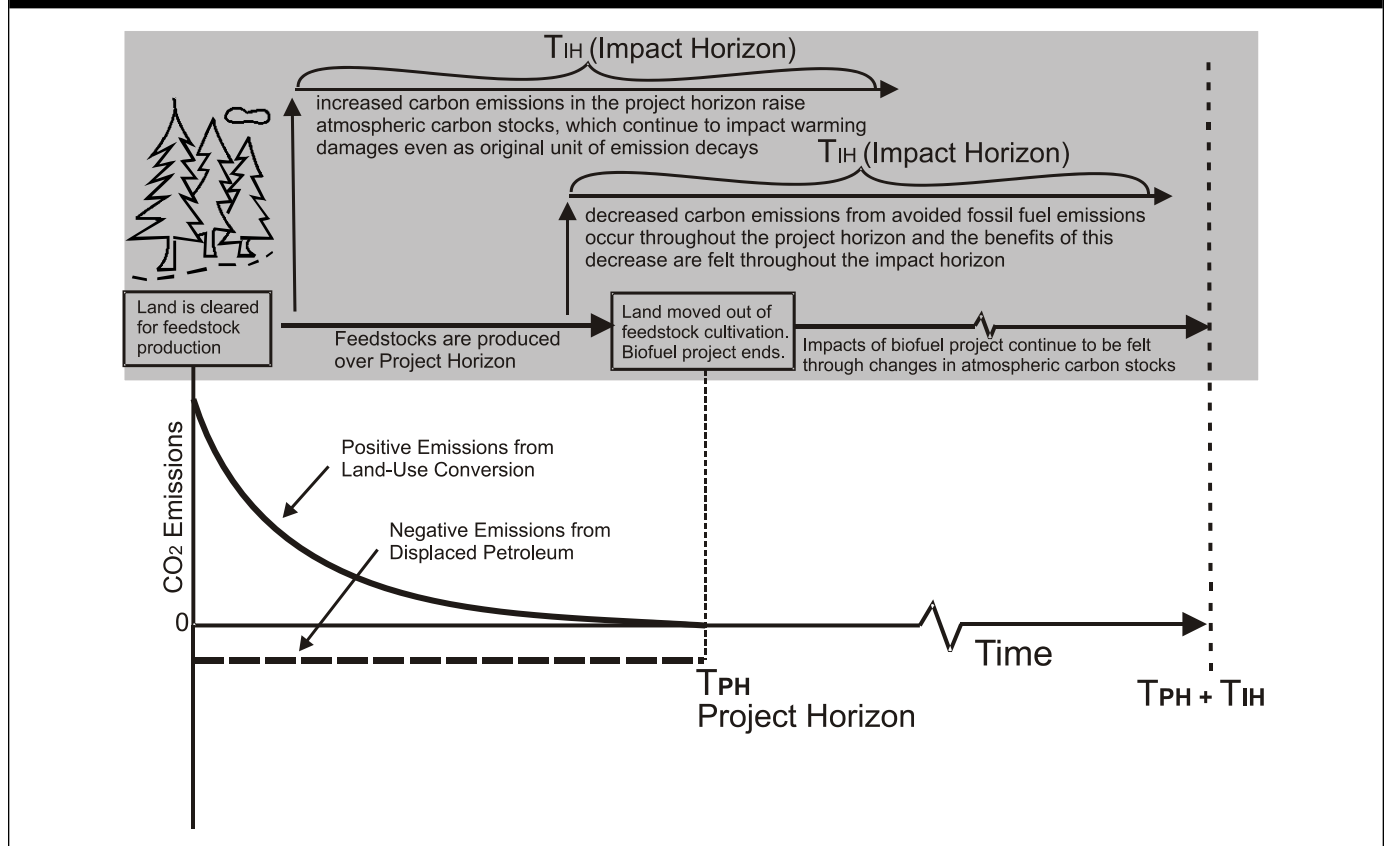 TIH (Impact Horizon)
increased carbon emissions in the project horizon raise
atmospheric carbon stocks, which continue to impact warming
damages even as original unit of emission decays
TIH (Impact Horizon)
decreased carbon emissions from avoided fossil fuel emissions
occur throughout the project horizon and the benefits of this
decrease are felt throughout the impact horizon
Land is cleared
for feedstock
production
Feedstocks are produced
over Project Horizon
Land moved out of
feedstock cultivation.
Biofuel project ends.
Impacts of biofuel project continue to be felt
through changes in atmospheric carbon stocks
CO2 Emissions
Positive Emissions from
Land-Use Conversion
Negative Emissions from
Displaced Petroleum
0
Time
TPH
Project Horizon
TPH + TIH